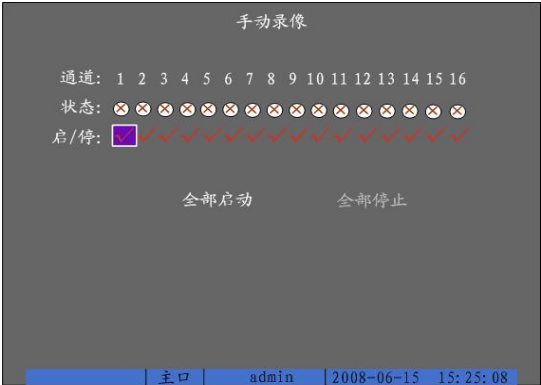 手动录像
通道: 1 2 3 4 5 6 7 8 9 10 11 12 13 14 15 16
状态:
启/停:
全部启动 全部停止
主口 admin 2008-06-15 15:25:08